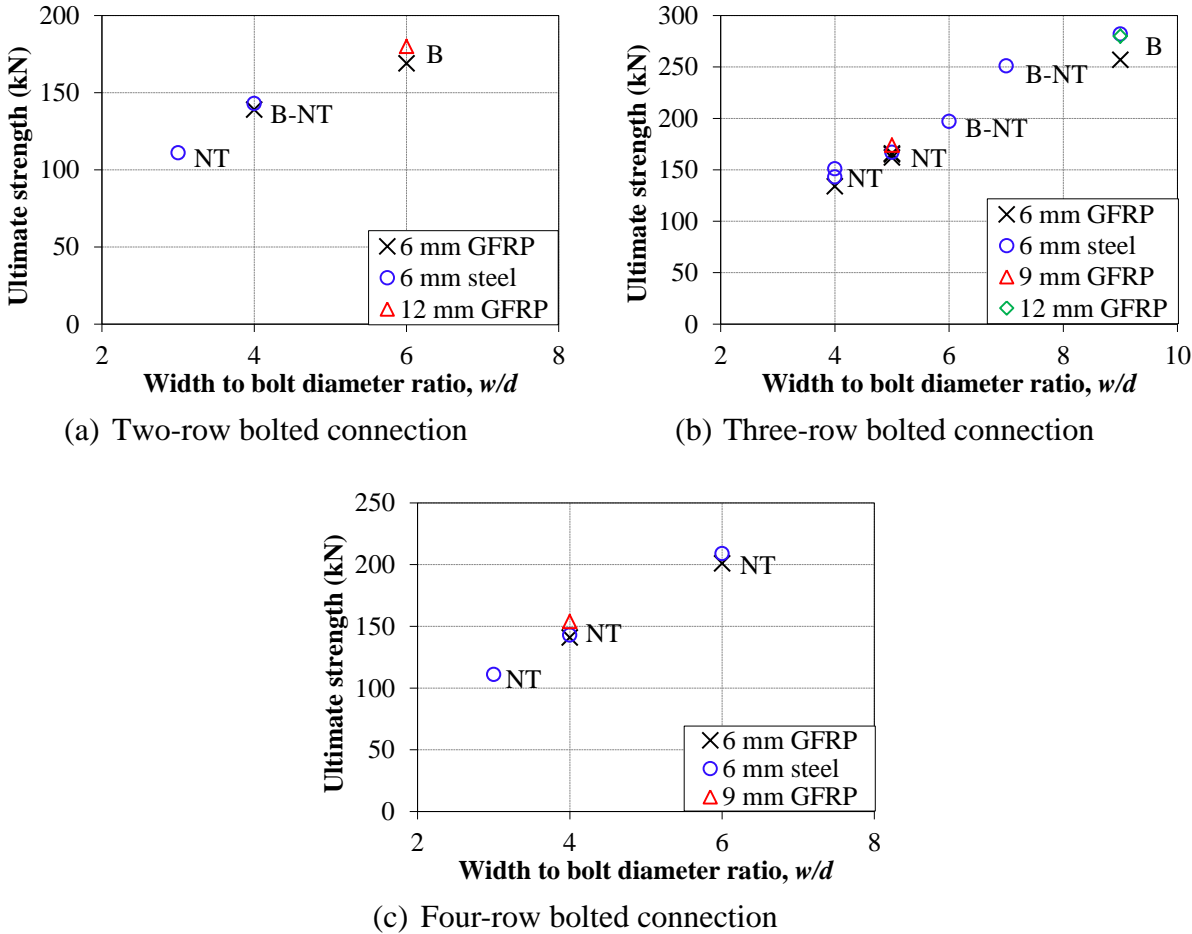 200
150
100
50
0
Ultimate strength (kN)
B
B-NT
NT
6 mm GFRP
6 mm steel
12 mm GFRP
2 4 6 8
Width to bolt diameter ratio, w/d
(a) Two-row bolted connection
300
250
200
150
100
50
0
Ultimate strength (kN)
B
B-NT
B-NT
NT
NT
6 mm GFRP
6 mm steel
9 mm GFRP
12 mm GFRP
2 4 6 8 10
Width to bolt diameter ratio, w/d
(b) Three-row bolted connection
250
200
150
100
50
0
Ultimate strength (kN)
NT
NT
NT
6 mm GFRP
6 mm steel
9 mm GFRP
2 4 6 8
Width to bolt diameter ratio, w/d
(c) Four-row bolted connection